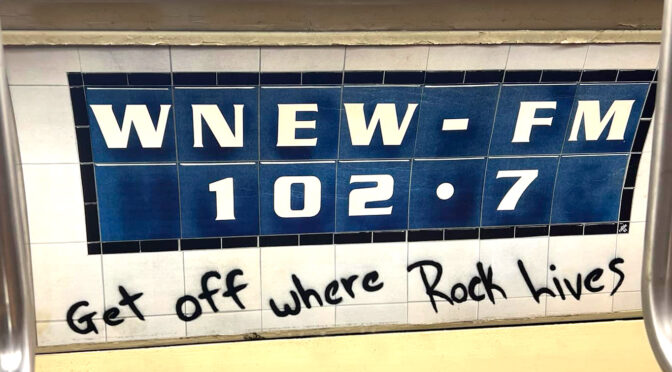 WNEW-FM
102•7
Get off where Rock Lives